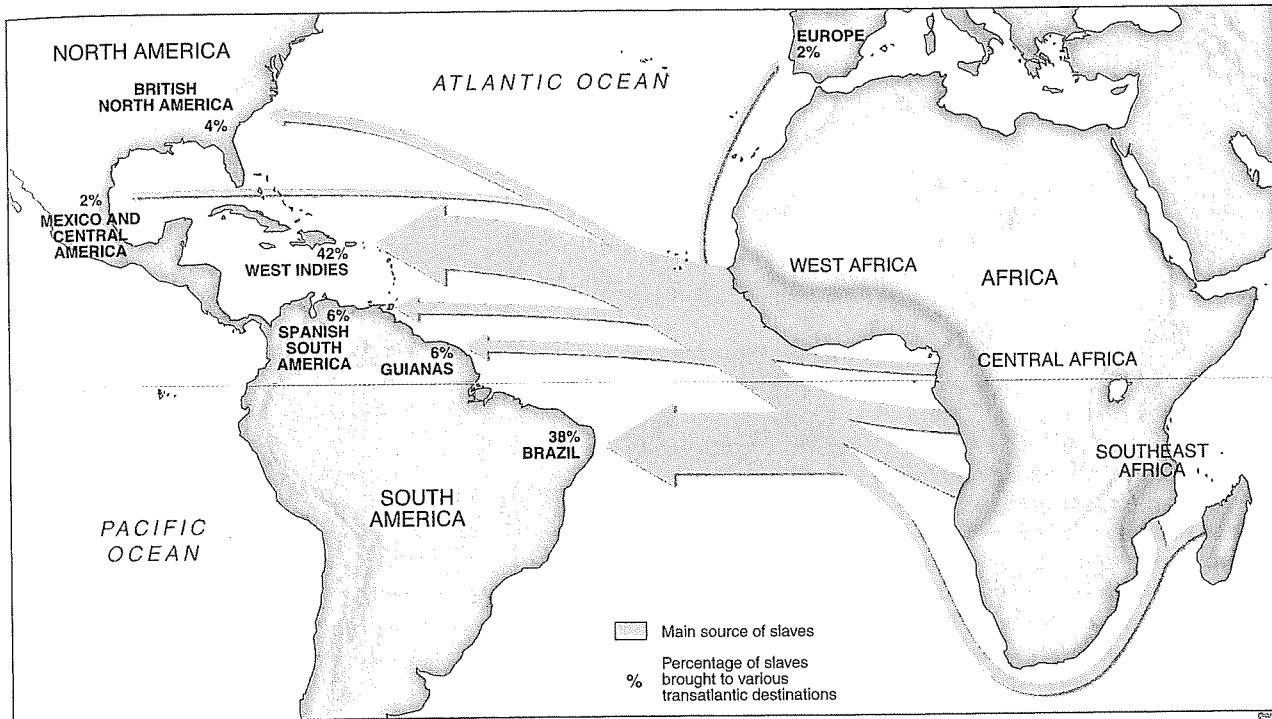 NORTH AMERICA
BRITISH
NORTH AMERICA
4%
ATLANTIC OCEAN
EUROPE
2%
2%
MEXICO AND
CENTRAL
AMERICA
42%
WEST INDIES
6%
SPANISH
SOUTH
AMERICA
6%
GUIANAS
38%
BRAZIL
SOUTH
AMERICA
PACIFIC
OCEAN
WEST AFRICA
AFRICA
CENTRAL AFRICA
SOUTHEAST
AFRICA
Main source of slaves
%
Percentage of slaves
brought to various
transatlantic destinations